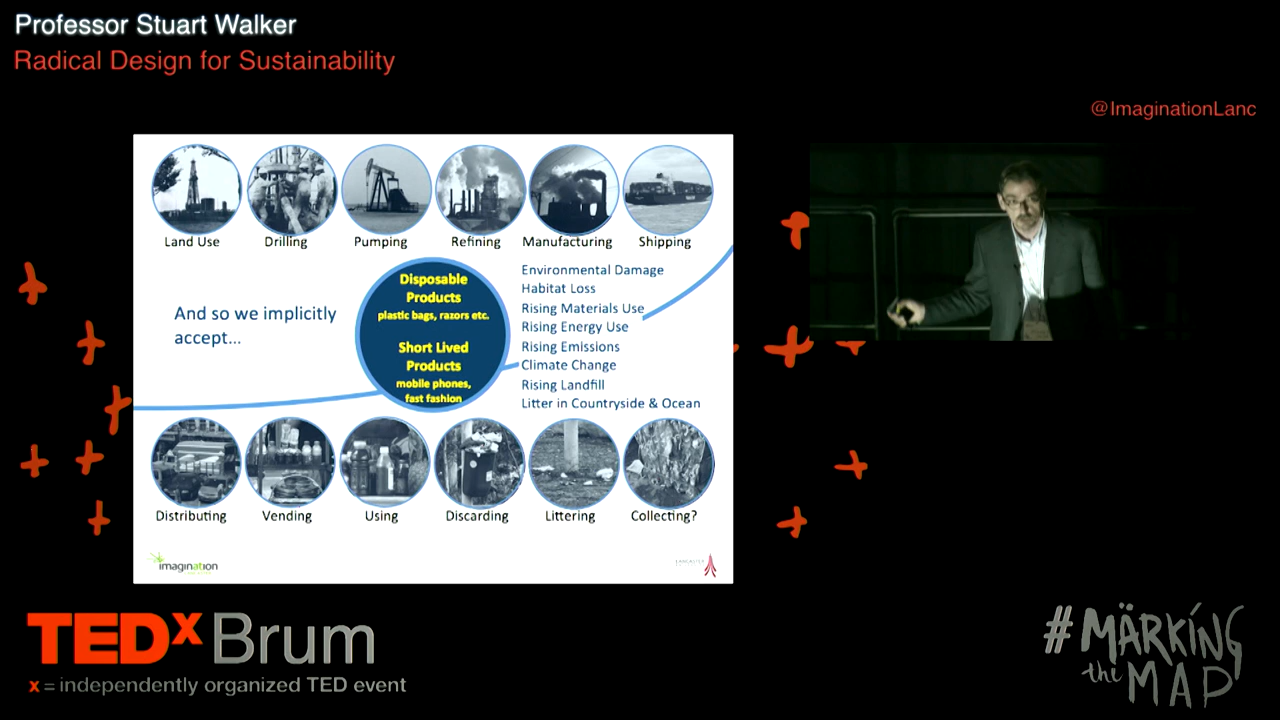 Professor Stuart Walker
Radical Design for Sustainability
@ImaginationLanc
Land Use
Drilling
Pumping
Refining
Manufacturing
Shipping
And so we implicitly
accept...
Disposable
Products
plastic bags, razors etc.
Short Lived
Products
mobile phones,
fast fashion
Environmental Damage
Habitat Loss
Rising Materials Use
Rising Energy Use
Rising Emissions
Climate Change
Rising Landfill
Litter in Countryside & Ocean
Distributing
Vending
Using
Discarding
Littering
Collecting?
imagination
LANCASTER
TEDxBrum
x = independently organized TED event
#MÄRKING
the
MAP